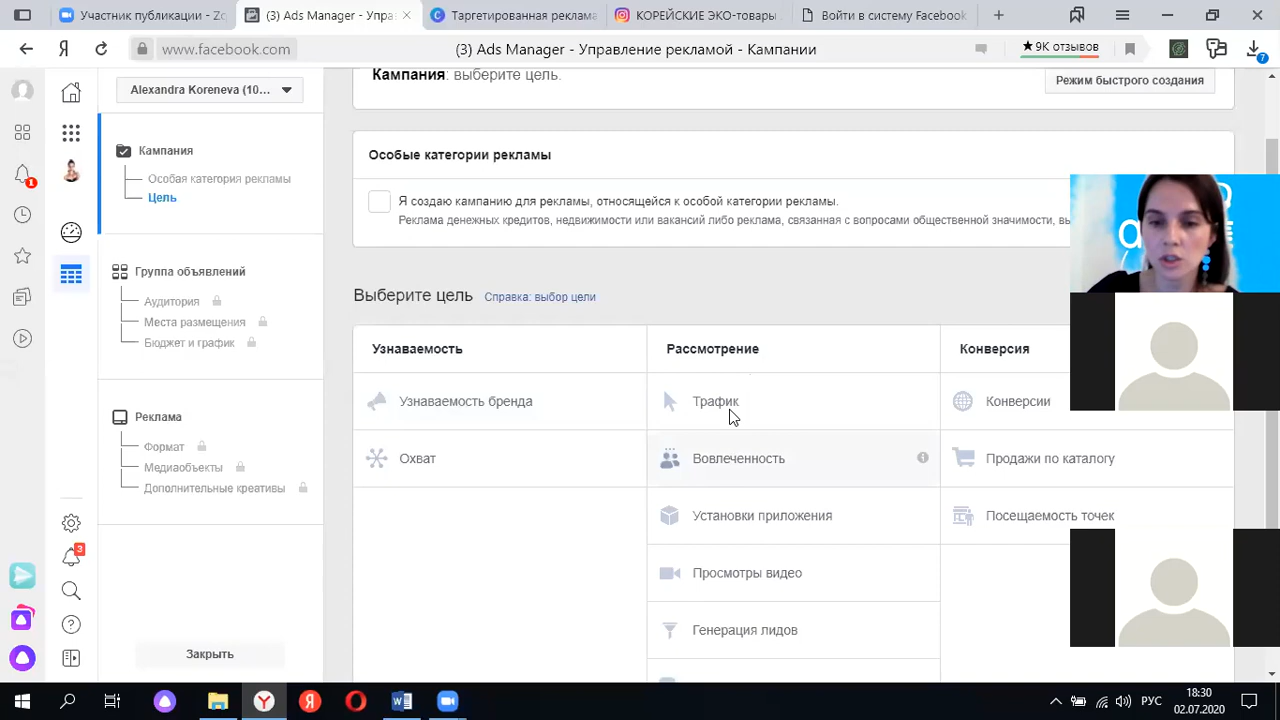 Участник публикации - Zo
(3) Ads Manager - Упра
Таргетированная реклама
КОРЕЙСКИЕ ЭКО-товары
Войти в систему Facebook
www.facebook.com
(3) Ads Manager - Управление рекламой - Кампании
★9K отзывов
7
Alexandra Koreneva (10...
Кампания: выберите цель.
Режим быстрого создания
Кампания
Особая категория рекламы
Цель
Особые категории рекламы
1
Я создаю кампанию для рекламы, относящейся к особой категории рекламы.
Реклама денежных кредитов, недвижимости или вакансий либо реклама, связанная с вопросами общественной значимости, вы
Группа объявлений
Аудитория
Места размещения
Бюджет и график
Выберите цель
Справка: выбор цели
Узнаваемость
Рассмотрение
Конверсия
Узнаваемость бренда
Трафик
Конверсии
Реклама
Формат
Медиаобъекты
Дополнительные креативы
Охват
Вовлеченность
Продажи по каталогу
Установки приложения
Посещаемость точек
3
Просмотры видео
Генерация лидов
Закрыть
РУС
18:30
02.07.2020